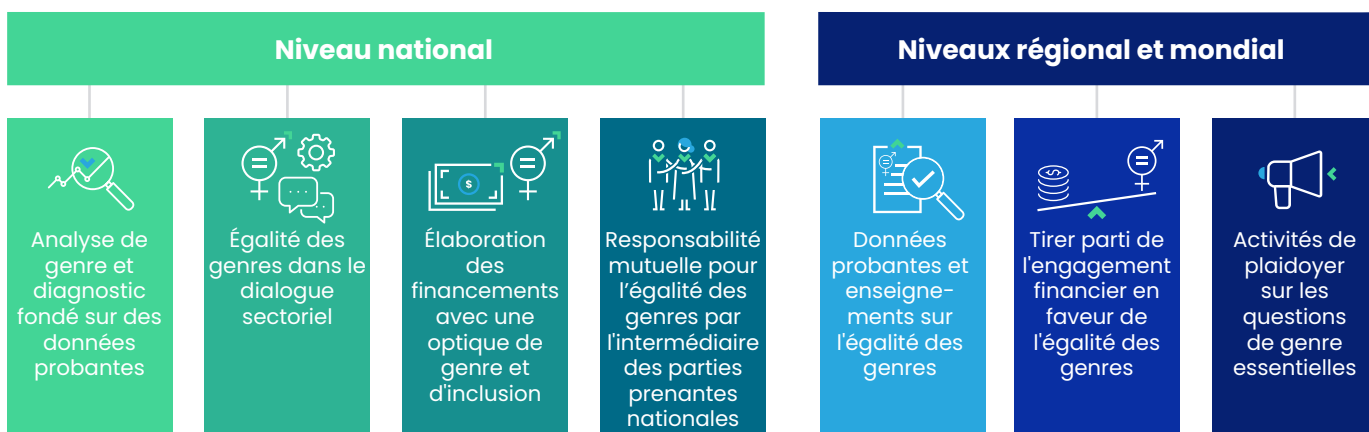 Niveau national
Analyse de
genre et
diagnostic
fondé sur des
données
probantes
Égalité des
genres dans le
dialogue
sectoriel
$
Élaboration
des
financements
avec une
optique de
genre et
d'inclusion
Responsabilité
mutuelle pour
l’égalité des
genres par
l'intermédiaire
des parties
prenantes
nationales
Niveaux régional et mondial
Données
probantes et
enseigne-
ments sur
l'égalité des
genres
$
Tirer parti de
l'engagement
financier en
faveur de
l'égalité des
genres
Activités de
plaidoyer
sur les
questions
de genre
essentielles